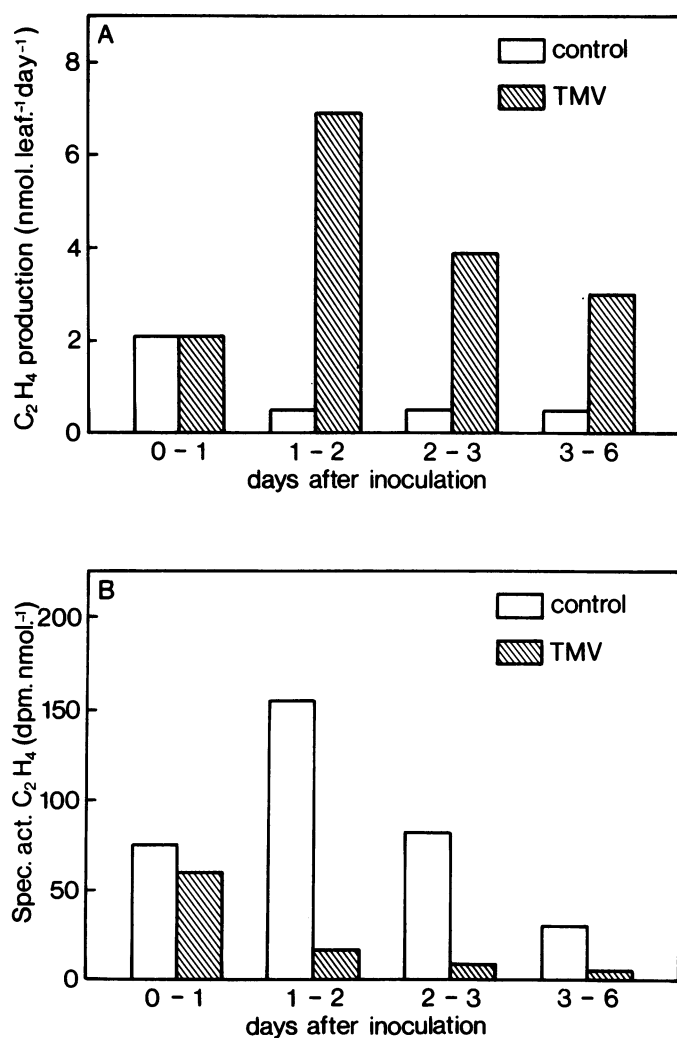 A
control
TMV
8
6
4
2
0
C₂H₄ production (nmol. leaf.⁻¹ day⁻¹)
0 – 1 1 – 2 2 – 3 3 – 6
days after inoculation
B
control
TMV
200
150
100
50
0
Spec. act. C₂H₄ (dpm. nmol.⁻¹)
0 – 1 1 – 2 2 – 3 3 – 6
days after inoculation